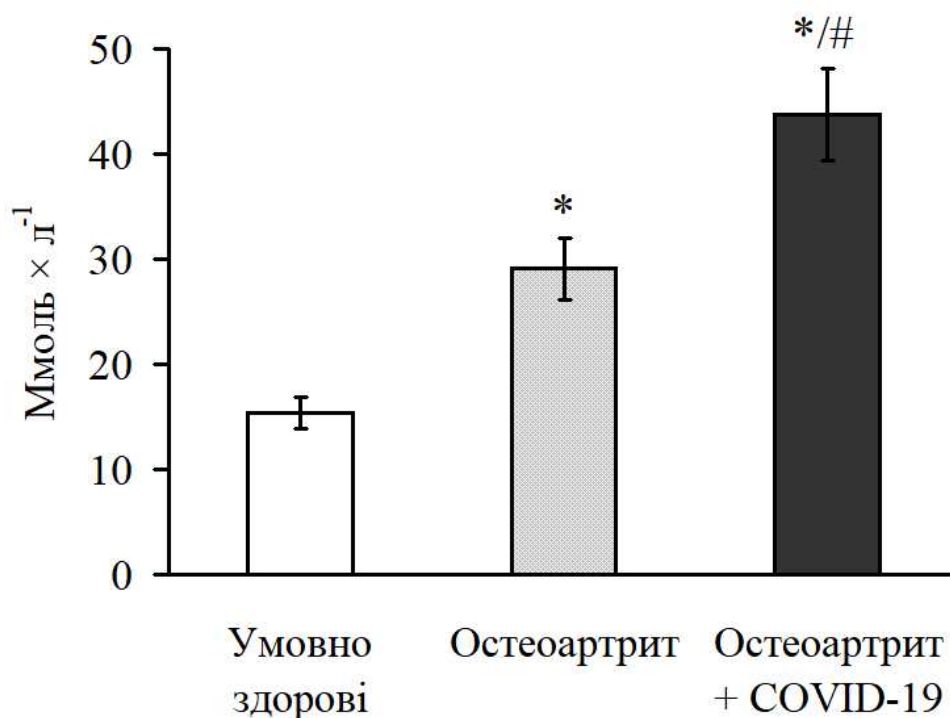 Ммоль × л⁻¹
50
40
30
20
10
0
*
*/#
Умовно
здорові
Остеоартрит
Остеоартрит
+ COVID-19